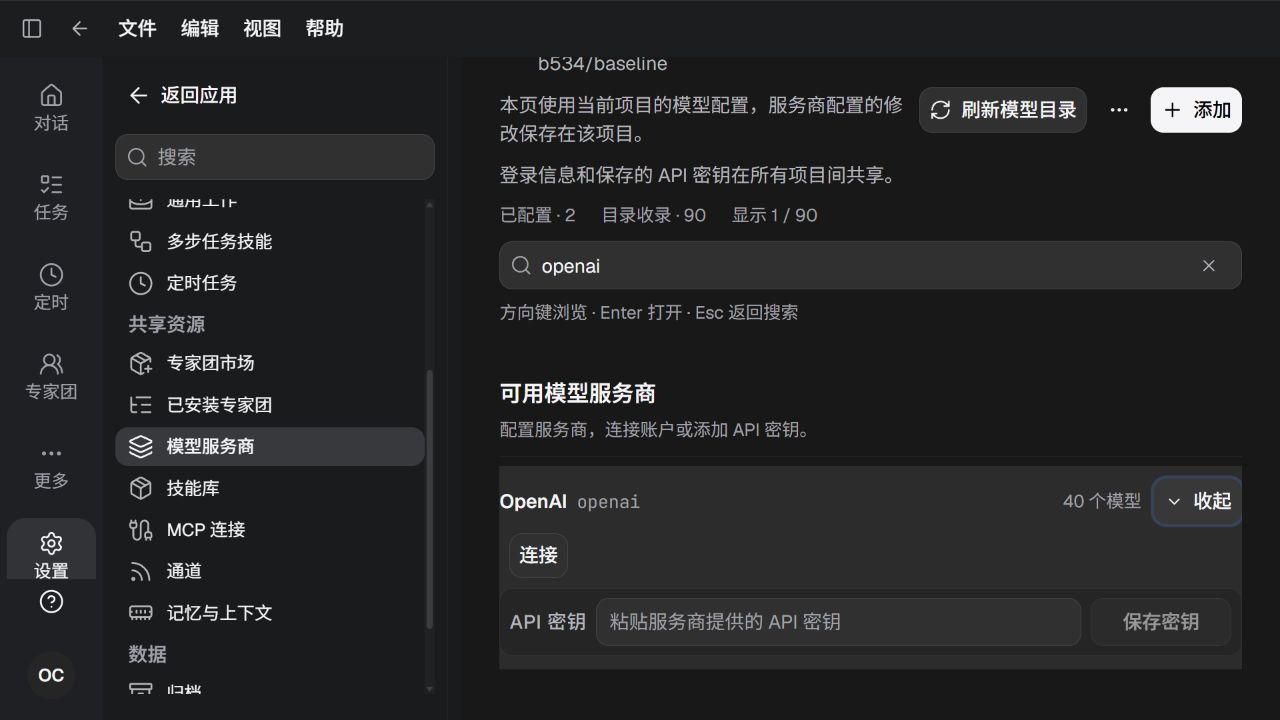 文件 编辑 视图 帮助
对话
任务
定时
专家团
更多
设置
OC
返回应用
搜索
通用工作
多步任务技能
定时任务
共享资源
专家团市场
已安装专家团
模型服务商
技能库
MCP 连接
通道
记忆与上下文
数据
归档
b534/baseline
本页使用当前项目的模型配置，服务商配置的修
改保存在该项目。
刷新模型目录
添加
登录信息和保存的 API 密钥在所有项目间共享。
已配置 · 2 目录收录 · 90 显示 1 / 90
openai
方向键浏览 · Enter 打开 · Esc 返回搜索
可用模型服务商
配置服务商，连接账户或添加 API 密钥。
OpenAI openai 40 个模型 收起
连接
API 密钥 粘贴服务商提供的 API 密钥 保存密钥